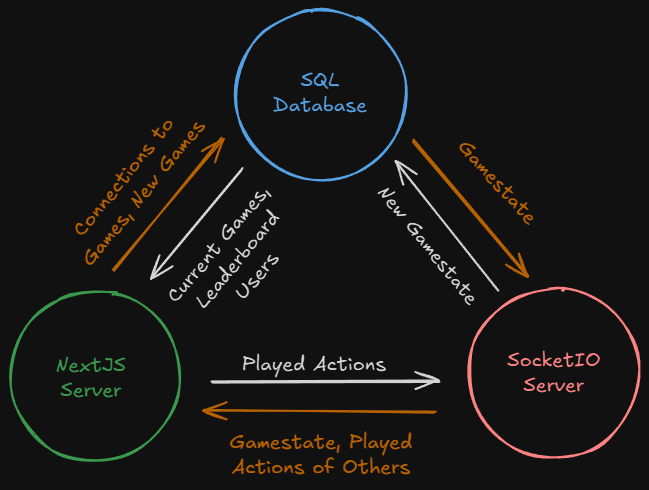 SQL
Database
Connections to
Games, New Games
Current Games,
Leaderboard
Users
Gamestate
New Gamestate
NextJS
Server
Played Actions
SocketIO
Server
Gamestate, Played
Actions of Others